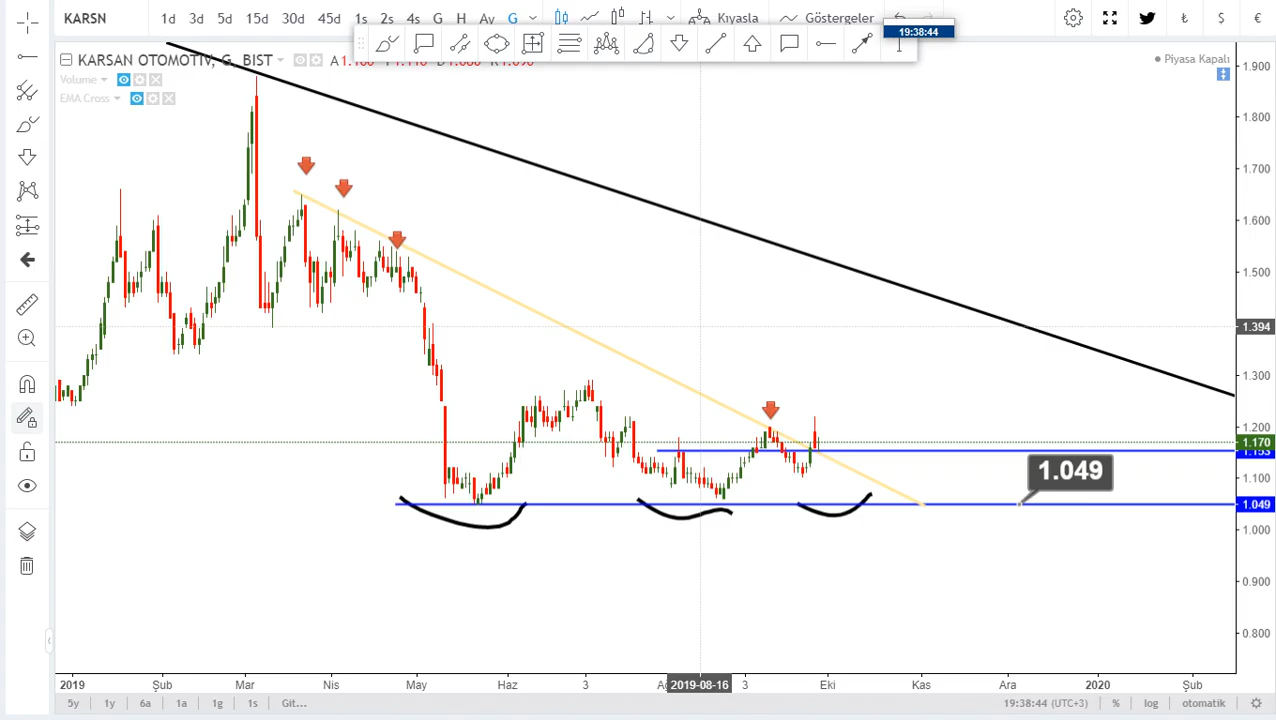 KARSN 1d 3d 5d 15d 30d 45d 1s 2s 4s G H Ay G Kıyasla Göstergeler ₺ $ €
19:38:44
KARSAN OTOMOTİV, G, BIST
Piyasa Kapalı
Volume
EMA Cross
1.900
1.800
1.700
1.600
1.500
1.394
1.300
1.200
1.170
1.153
1.100
1.049
1.049
1.000
0.900
0.800
2019 Şub Mar Nis May Haz 3 2019-08-16 3 Eki Kas Ara 2020 Şub
5y 1y 6a 1a 1g 1s Git... 19:38:44 (UTC+3) % log otomatik